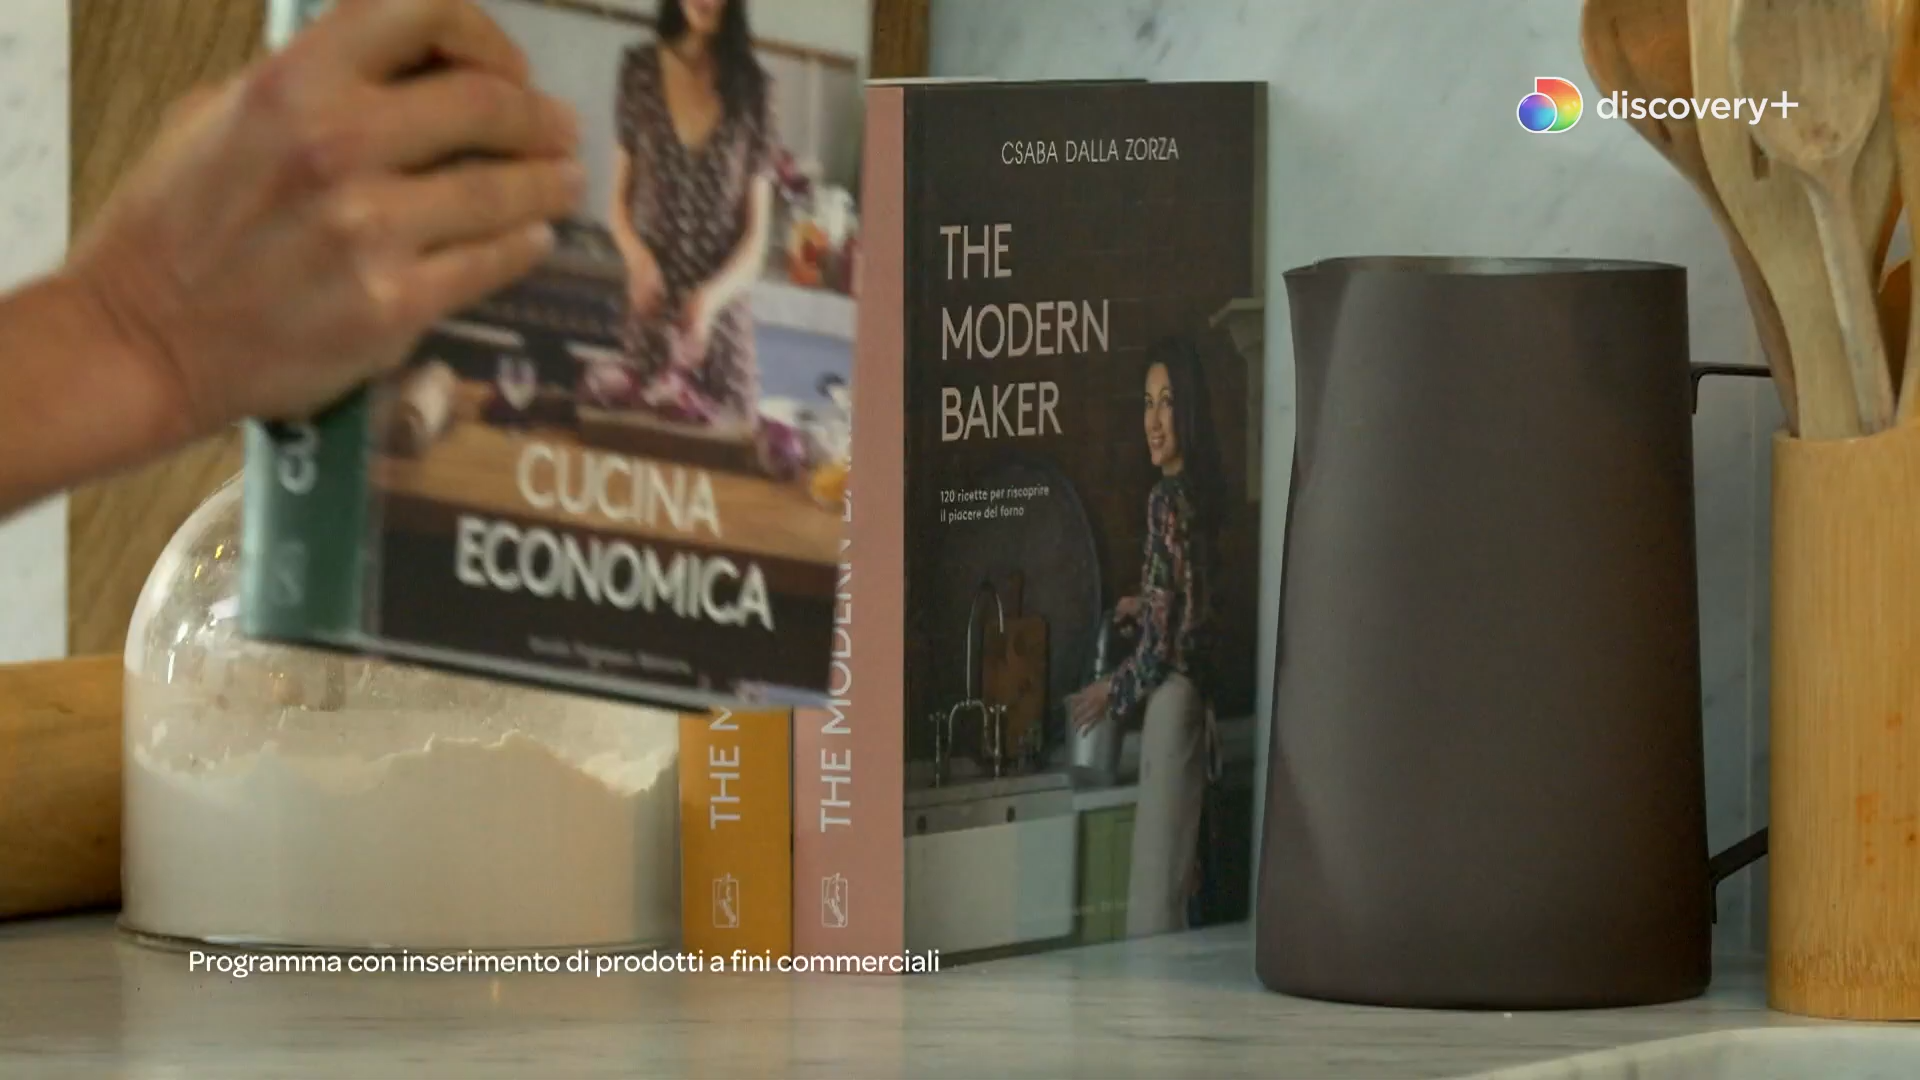 discovery+
CSABA DALLA ZORZA
THE
MODERN
BAKER
120 ricette per riscoprire
il piacere del forno
CUCINA
ECONOMICA
THE M
THE MODERN BA
Programma con inserimento di prodotti a fini commerciali